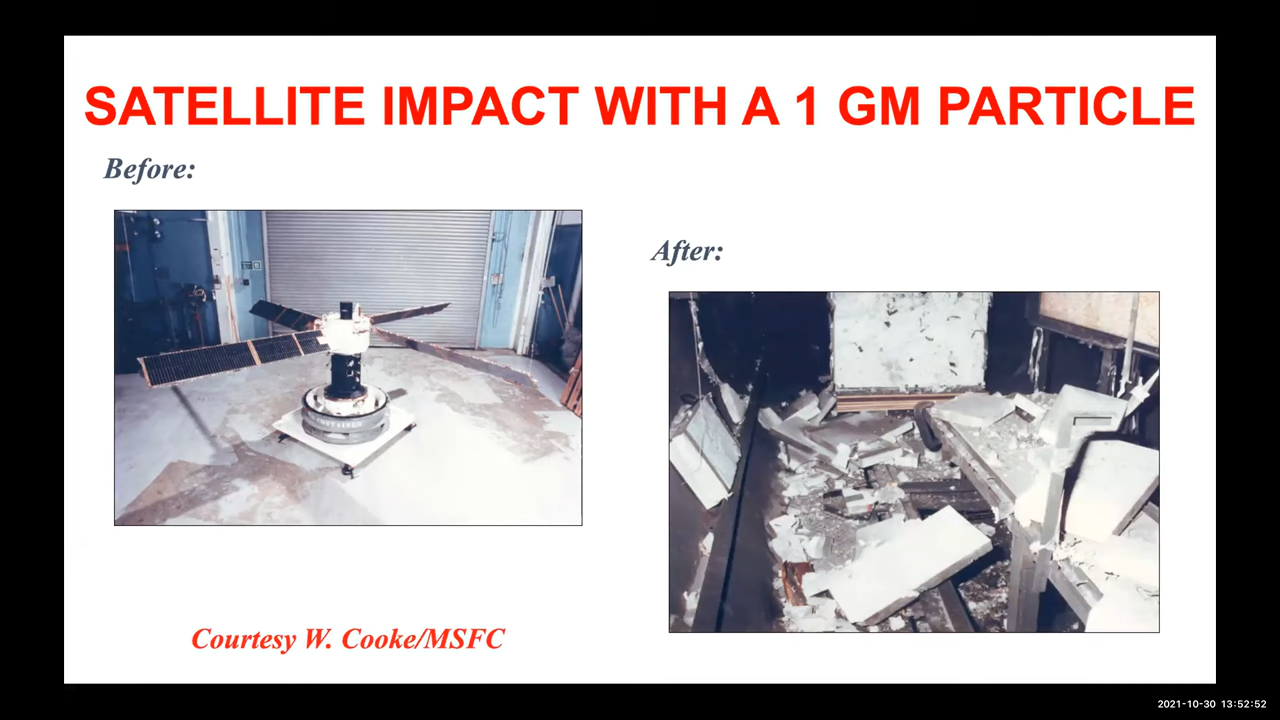 SATELLITE IMPACT WITH A 1 GM PARTICLE
Before:
After:
Courtesy W. Cooke/MSFC
2021-10-30 13:52:52